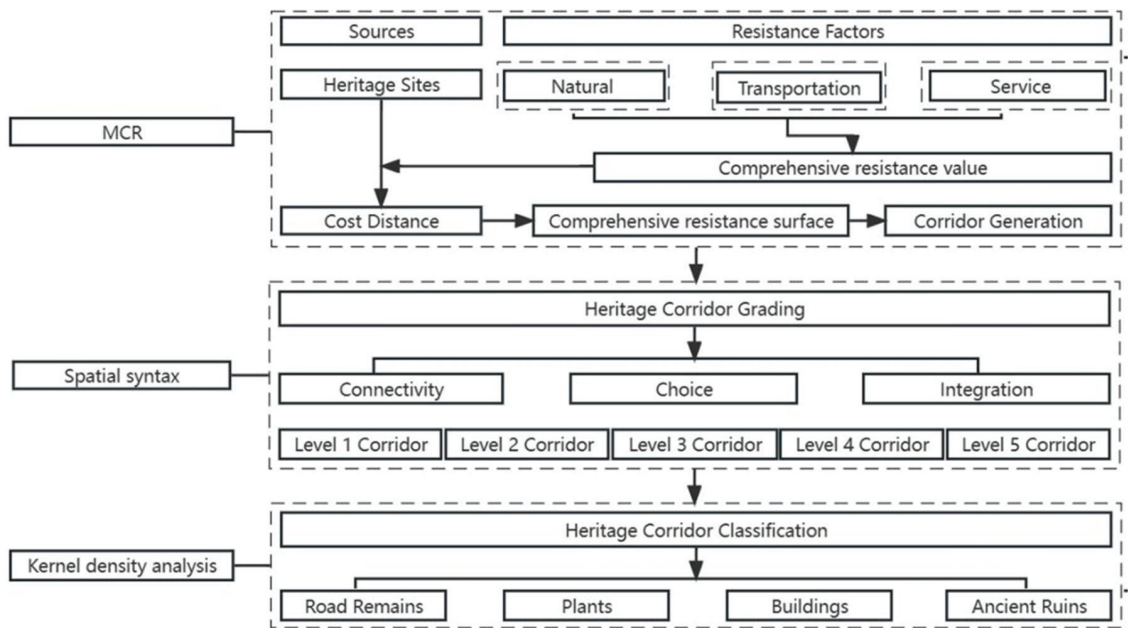 Sources
Resistance Factors
Heritage Sites
Natural
Transportation
Service
MCR
Comprehensive resistance value
Cost Distance
Comprehensive resistance surface
Corridor Generation
Heritage Corridor Grading
Spatial syntax
Connectivity
Choice
Integration
Level 1 Corridor
Level 2 Corridor
Level 3 Corridor
Level 4 Corridor
Level 5 Corridor
Heritage Corridor Classification
Kernel density analysis
Road Remains
Plants
Buildings
Ancient Ruins